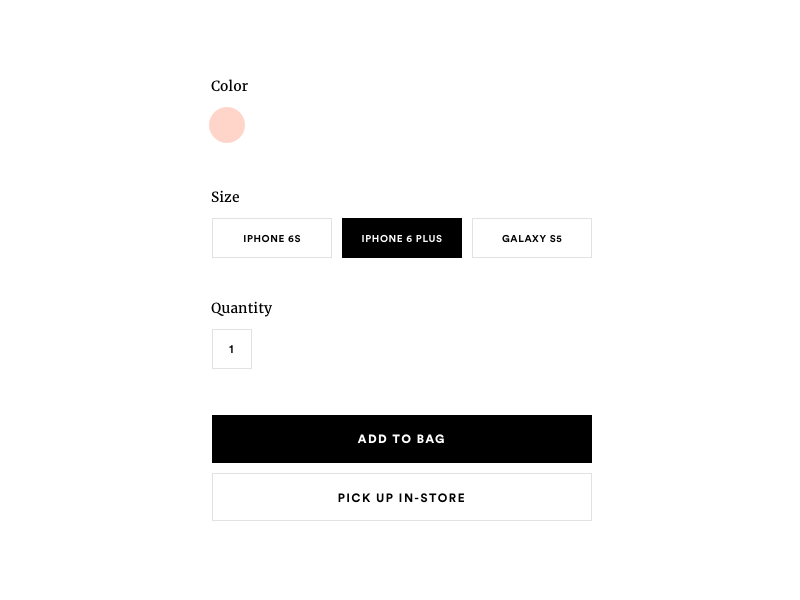 Color
Size
IPHONE 6S
IPHONE 6 PLUS
GALAXY S5
Quantity
1
ADD TO BAG
PICK UP IN-STORE